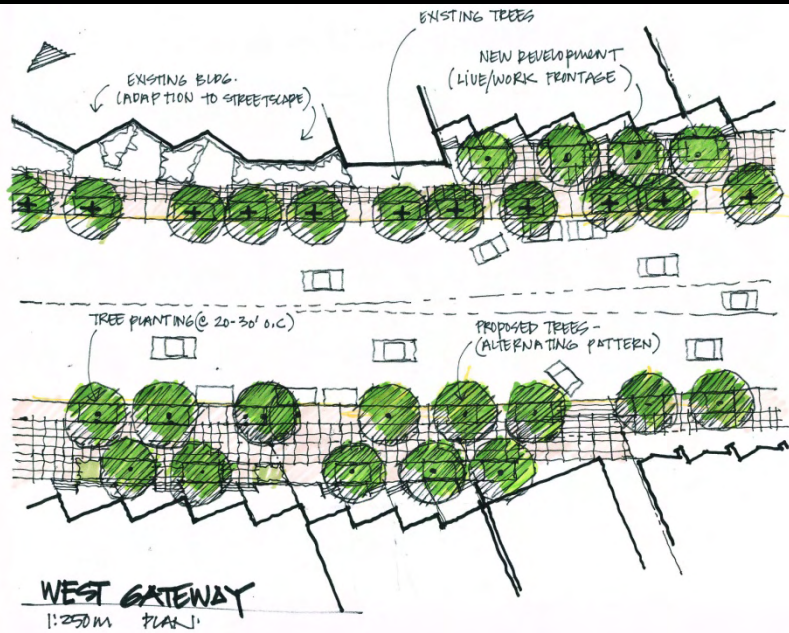 EXISTING TREES
EXISTING BLDG.
(ADAPTION TO STREETSCAPE)
NEW DEVELOPMENT
(LIVE/WORK FRONTAGE)
TREE PLANTING (@ 20-30' O.C)
PROPOSED TREES-
(ALTERNATING PATTERN)
WEST GATEWAY
1:250M PLAN.